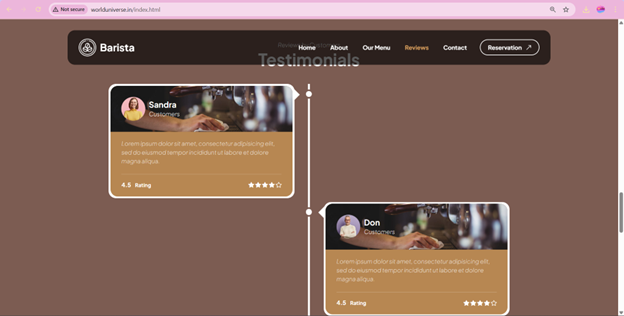 Not secure worlduniverse.in/index.html
Barista
Home About Our Menu Reviews Contact Reservation
Testimonials
Sandra
Customers
Lorem ipsum dolor sit amet, consectetur adipisicing elit,
sed do eiusmod tempor incididunt ut labore et dolore
magna aliqua.
4.5 Rating
Don
Customers
Lorem ipsum dolor sit amet, consectetur adipisicing elit,
sed do eiusmod tempor incididunt ut labore et dolore
magna aliqua.
4.5 Rating